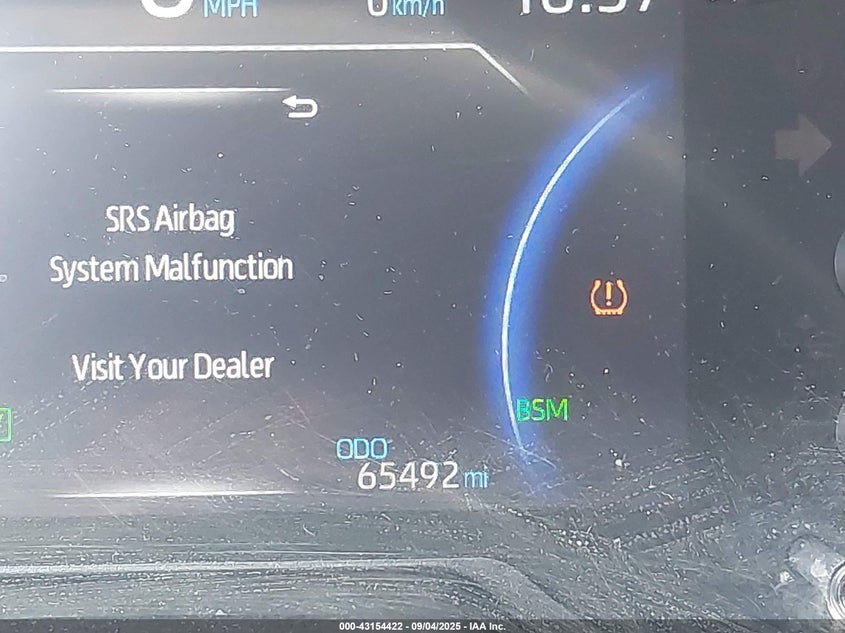 MPH
0 km/h
SRS Airbag
System Malfunction
Visit Your Dealer
BSM
ODO
65492 mi
000-43154422 - 09/04/2025 - IAA Inc.